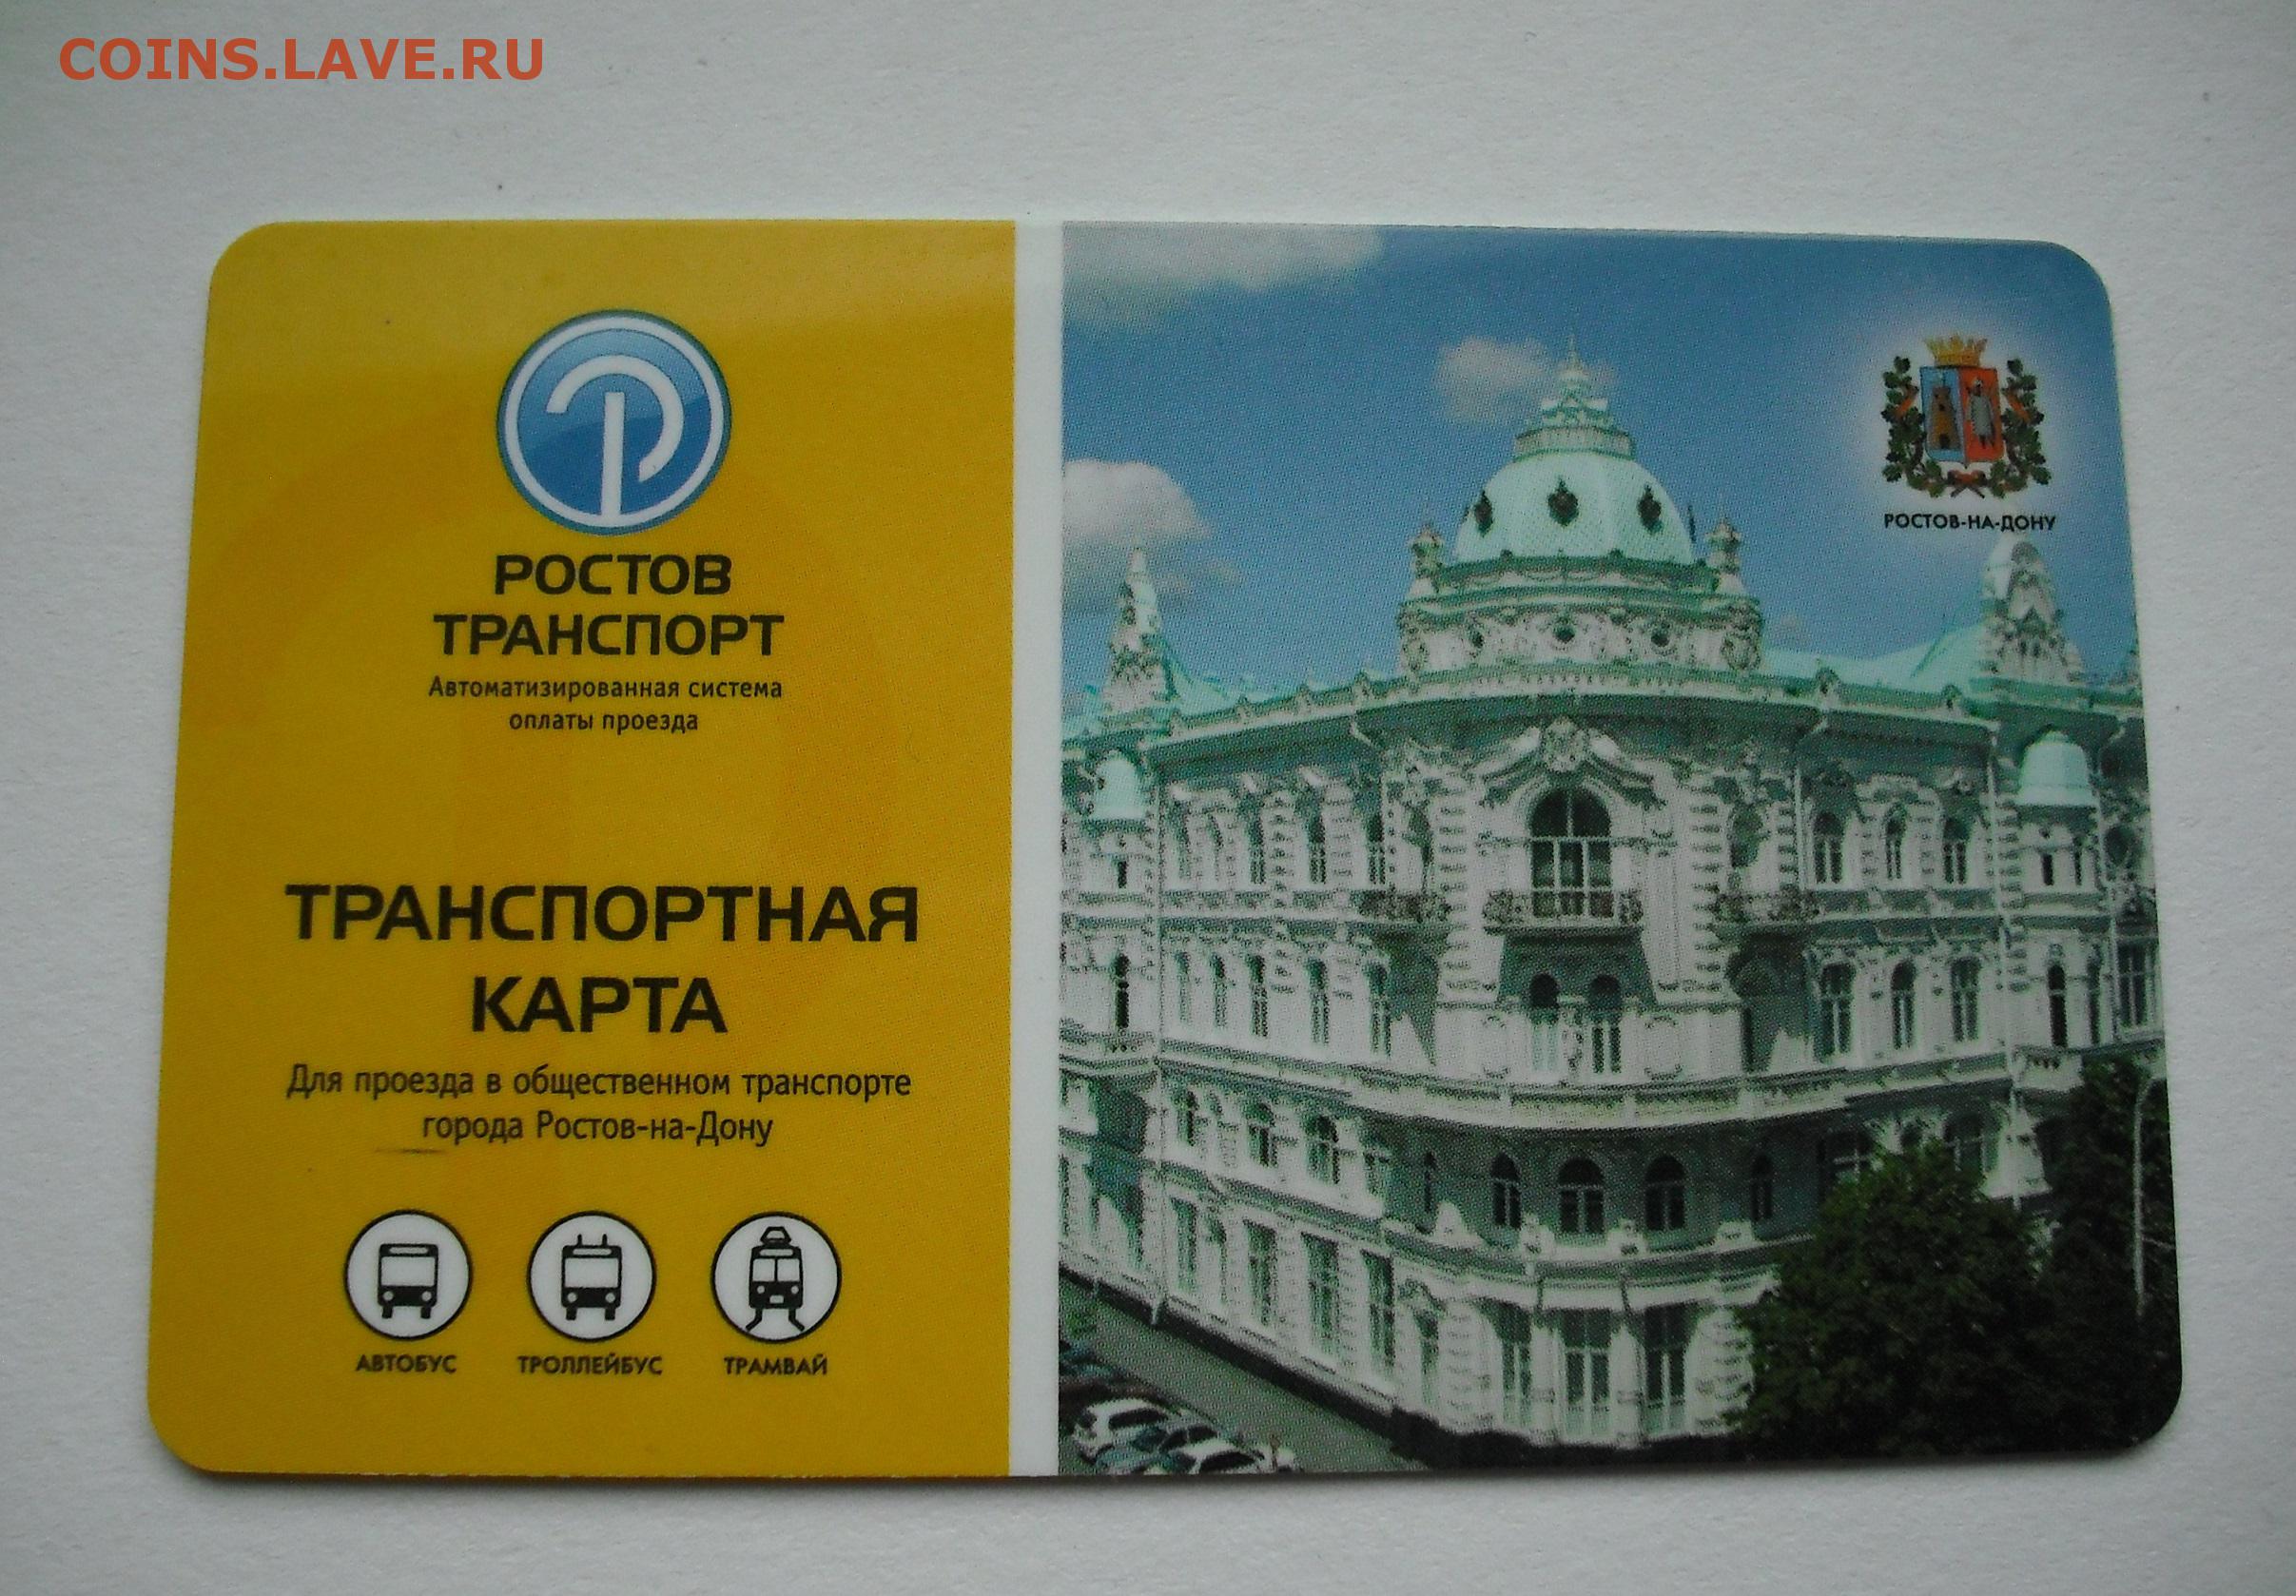 COINS.LAVE.RU
РОСТОВ
ТРАНСПОРТ
Автоматизированная система
оплаты проезда
ТРАНСПОРТНАЯ
КАРТА
Для проезда в общественном транспорте
города Ростов-на-Дону
АВТОБУС
ТРОЛЛЕЙБУС
ТРАМВАЙ
РОСТОВ-НА-ДОНУ